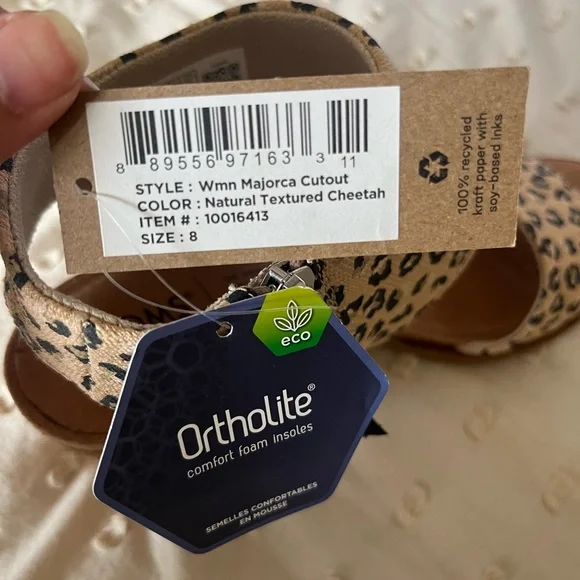 8 89556 97163 3 11
STYLE : Wmn Majorca Cutout
COLOR : Natural Textured Cheetah
ITEM # : 10016413
SIZE : 8
100% recycled
kraft paper with
soy-based inks
eco
Ortholite®
comfort foam insoles
SEMELLES CONFORTABLES
EN MOUSSE